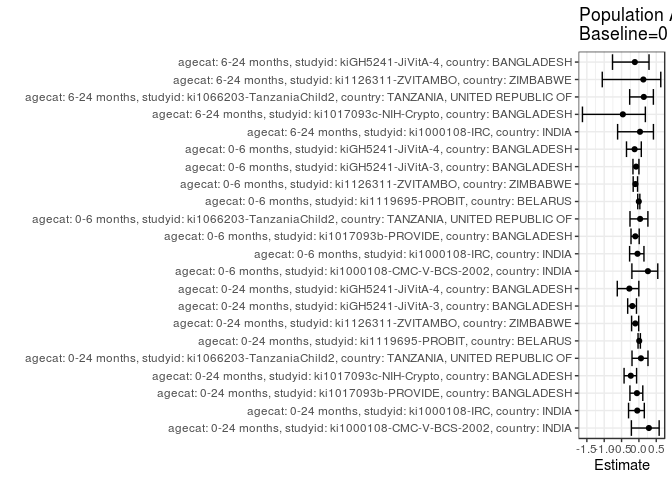 Population A
Baseline=0
agecat: 6-24 months, studyid: kiGH5241-JiVitA-4, country: BANGLADESH
agecat: 6-24 months, studyid: ki1126311-ZVITAMBO, country: ZIMBABWE
agecat: 6-24 months, studyid: ki1066203-TanzaniaChild2, country: TANZANIA, UNITED REPUBLIC OF
agecat: 6-24 months, studyid: ki1017093c-NIH-Crypto, country: BANGLADESH
agecat: 6-24 months, studyid: ki1000108-IRC, country: INDIA
agecat: 0-6 months, studyid: kiGH5241-JiVitA-4, country: BANGLADESH
agecat: 0-6 months, studyid: kiGH5241-JiVitA-3, country: BANGLADESH
agecat: 0-6 months, studyid: ki1126311-ZVITAMBO, country: ZIMBABWE
agecat: 0-6 months, studyid: ki1119695-PROBIT, country: BELARUS
agecat: 0-6 months, studyid: ki1066203-TanzaniaChild2, country: TANZANIA, UNITED REPUBLIC OF
agecat: 0-6 months, studyid: ki1017093b-PROVIDE, country: BANGLADESH
agecat: 0-6 months, studyid: ki1000108-IRC, country: INDIA
agecat: 0-6 months, studyid: ki1000108-CMC-V-BCS-2002, country: INDIA
agecat: 0-24 months, studyid: kiGH5241-JiVitA-4, country: BANGLADESH
agecat: 0-24 months, studyid: kiGH5241-JiVitA-3, country: BANGLADESH
agecat: 0-24 months, studyid: ki1126311-ZVITAMBO, country: ZIMBABWE
agecat: 0-24 months, studyid: ki1119695-PROBIT, country: BELARUS
agecat: 0-24 months, studyid: ki1066203-TanzaniaChild2, country: TANZANIA, UNITED REPUBLIC OF
agecat: 0-24 months, studyid: ki1017093c-NIH-Crypto, country: BANGLADESH
agecat: 0-24 months, studyid: ki1017093b-PROVIDE, country: BANGLADESH
agecat: 0-24 months, studyid: ki1000108-IRC, country: INDIA
agecat: 0-24 months, studyid: ki1000108-CMC-V-BCS-2002, country: INDIA
-1.5 -1.0 -0.5 0.0 0.5
Estimate